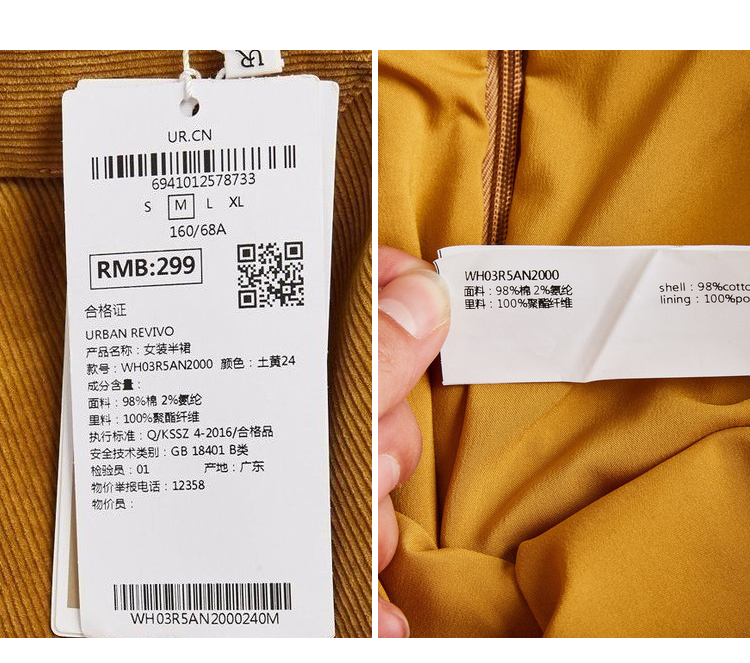 UR
UR.CN
6941012578733
S M L XL
160/68A
RMB:299
合格证
URBAN REVIVO
产品名称：女装半裙
款号：WH03R5AN2000 颜色：土黄24
成分含量：
面料：98%棉 2%氨纶
里料：100%聚酯纤维
执行标准：Q/KSSZ 4-2016/合格品
安全技术类别：GB 18401 B类
检验员：01 产地：广东
物价举报电话：12358
物价员：
WH03R5AN2000240M
WH03R5AN2000
面料：98%棉 2%氨纶
里料：100%聚酯纤维
shell : 98%cotto
lining : 100%po